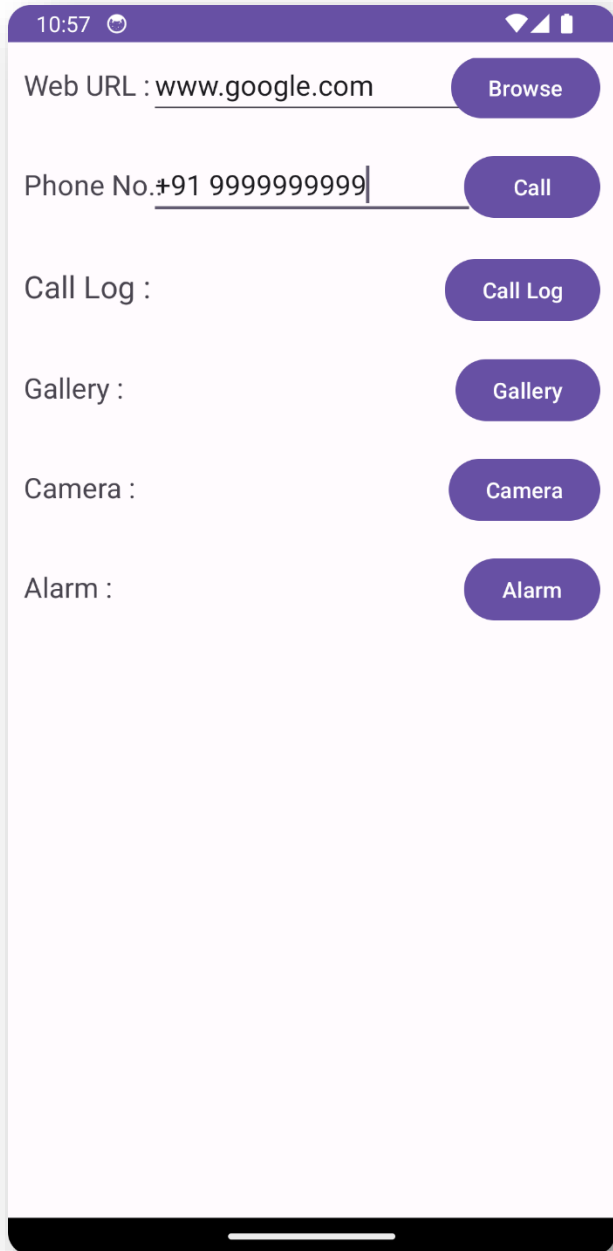 10:57
Web URL : www.google.com Browse
Phone No.: +91 9999999999 Call
Call Log : Call Log
Gallery : Gallery
Camera : Camera
Alarm : Alarm